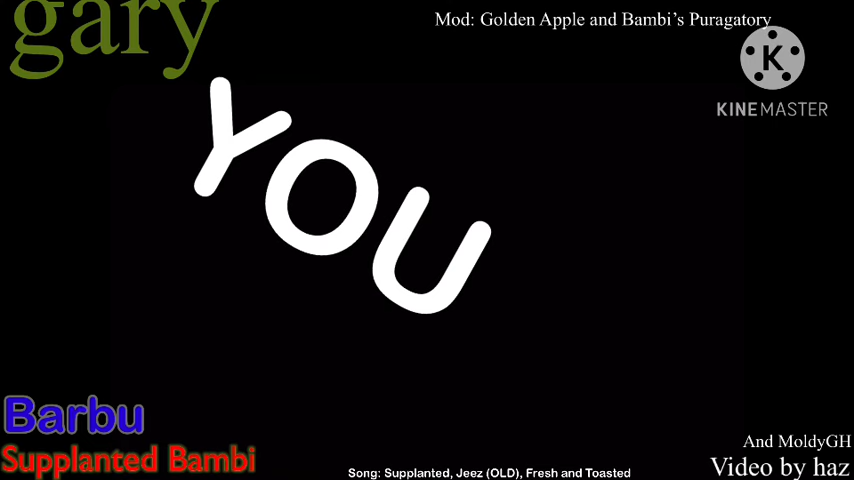 gary
Mod: Golden Apple and Bambi's Puragatory
K
KINEMASTER
YOU
Barbu
Supplanted Bambi
And MoldyGH
Video by haz
Song: Supplanted, Jeez (OLD), Fresh and Toasted